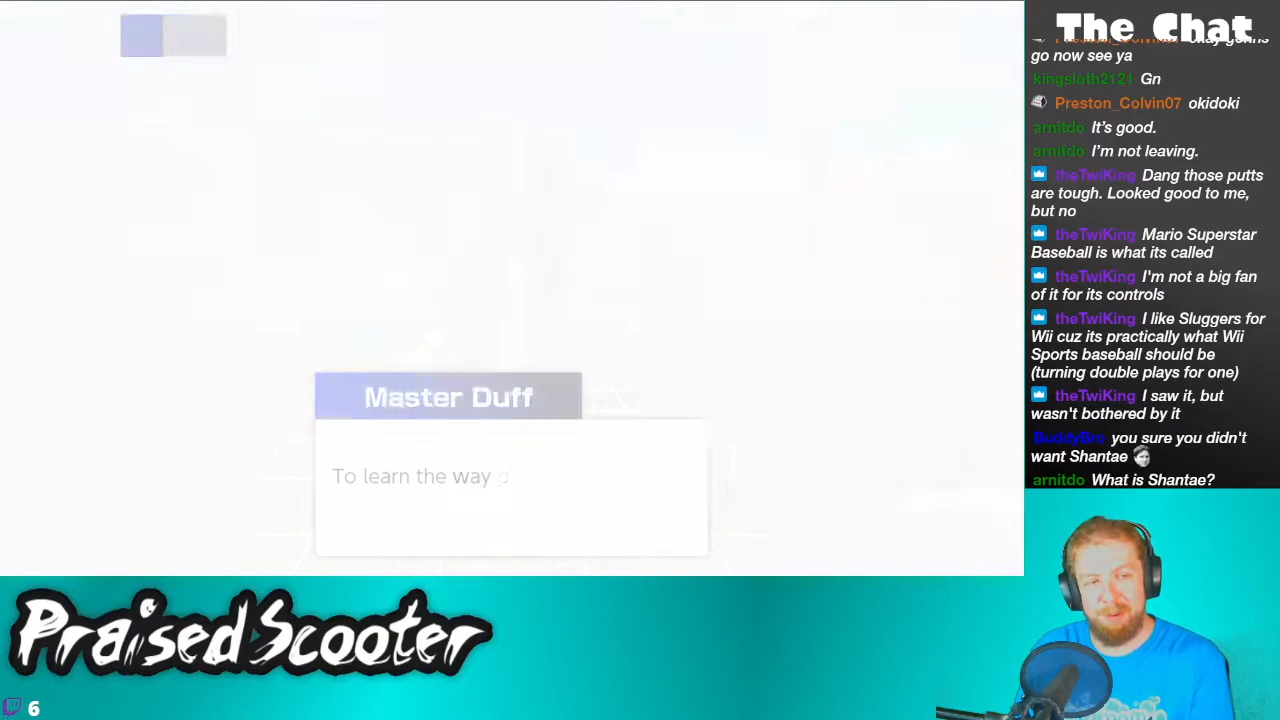 The Chat
go now see ya
kingsloth2121 Gn
Preston_Colvin07 okidoki
arnitdo It's good.
arnitdo I'm not leaving.
theTwiKing Dang those putts
are tough. Looked good to me,
but no
theTwiKing Mario Superstar
Baseball is what its called
theTwiKing I'm not a big fan
of it for its controls
theTwiKing I like Sluggers for
Wii cuz its practically what Wii
Sports baseball should be
(turning double plays for one)
theTwiKing I saw it, but
wasn't bothered by it
BuddyBro you sure you didn't
want Shantae
arnitdo What is Shantae?
Master Duff
To learn the way
PraisedScooter
6